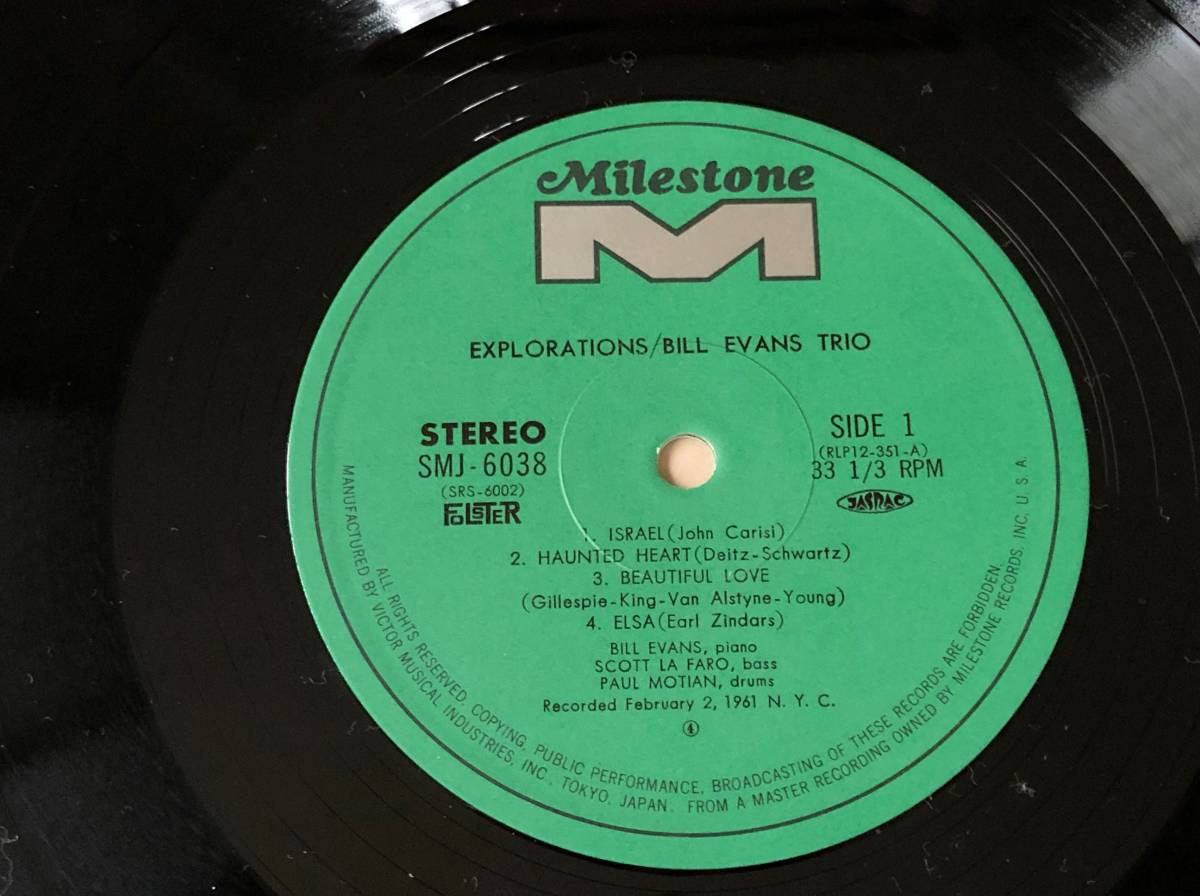 Milestone
EXPLORATIONS/BILL EVANS TRIO
STEREO
SMJ-6038
(SRS-6002)
FOLSTER
SIDE 1
(RLP12-351-A)
33 1/3 RPM
JASRAC
1. ISRAEL(John Carisi)
2. HAUNTED HEART(Deitz-Schwartz)
3. BEAUTIFUL LOVE
(Gillespie-King-Van Alstyne-Young)
4. ELSA(Earl Zindars)
BILL EVANS, piano
SCOTT LA FARO, bass
PAUL MOTIAN, drums
Recorded February 2, 1961 N. Y. C.
④
ALL RIGHTS RESERVED. COPYING, PUBLIC PERFORMANCE, BROADCASTING OF THESE RECORDS ARE FORBIDDEN.
MANUFACTURED BY VICTOR MUSICAL INDUSTRIES, INC. TOKYO, JAPAN. FROM A MASTER RECORDING OWNED BY MILESTONE RECORDS, INC. U. S. A.